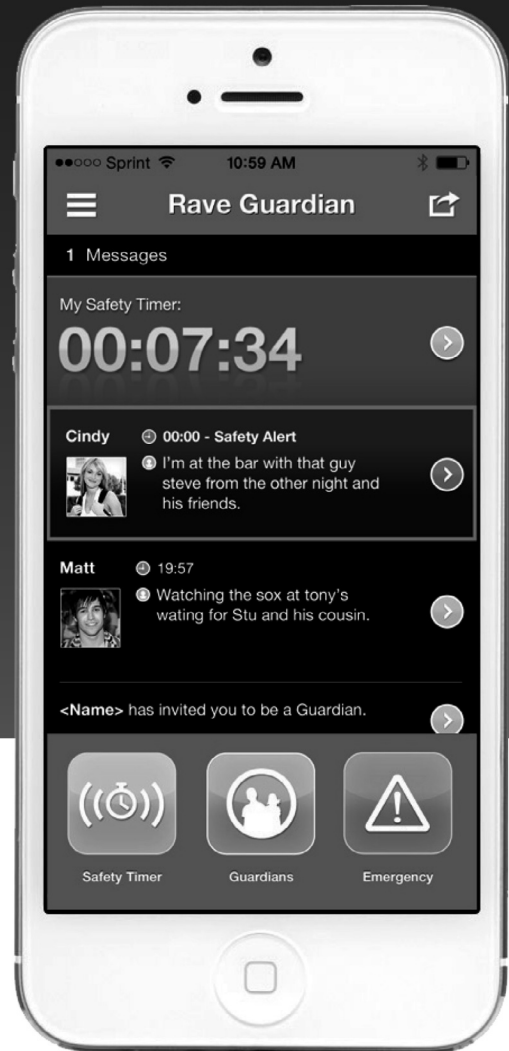 Sprint 10:59 AM
Rave Guardian
1 Messages
My Safety Timer:
00:07:34
Cindy 00:00 - Safety Alert
I'm at the bar with that guy
steve from the other night and
his friends.
Matt 19:57
Watching the sox at tony's
wating for Stu and his cousin.
<Name> has invited you to be a Guardian.
Safety Timer Guardians Emergency